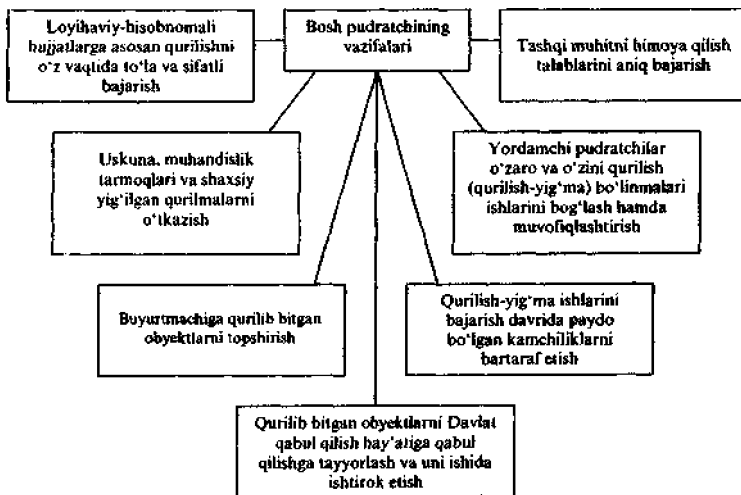 Loyihaviy-hisobnomali
hujjatlarga asosan qurilishni
o‘z vaqtida to‘la va sifatli
bajarish
Bosh pudratchining
vazifalari
Tashqi muhitni himoya qilish
talablarini aniq bajarish
Uskuna, muhandislik
tarmoqlari va shaxsiy
yig‘ilgan qurilmalarni
o‘tkazish
Yordamchi pudratchilar
o‘zaro va o‘zini qurilish
(qurilish-yig‘ma) bo‘linmalari
ishlarini bog‘lash hamda
muvofiqlashtirish
Buyurtmachiga qurilib bitgan
obyektlarni topshirish
Qurilish-yig‘ma ishlarini
bajarish davrida paydo
bo‘lgan kamchiliklarni
bartaraf etish
Qurilib bitgan obyektlarni Davlat
qabul qilish hay’atiga qabul
qilishga tayyorlash va uni ishida
ishtirok etish